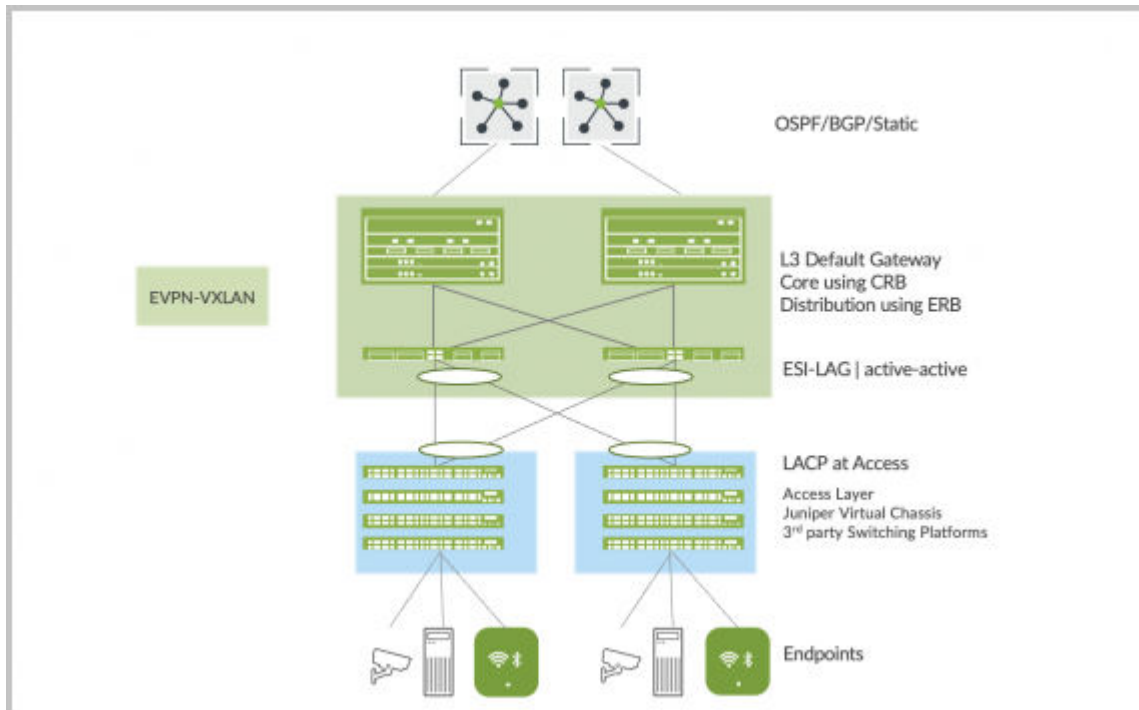 OSPF/BGP/Static
EVPN-VXLAN
L3 Default Gateway
Core using CRB
Distribution using ERB
ESI-LAG | active-active
LACP at Access
Access Layer
Juniper Virtual Chassis
3rd party Switching Platforms
Endpoints